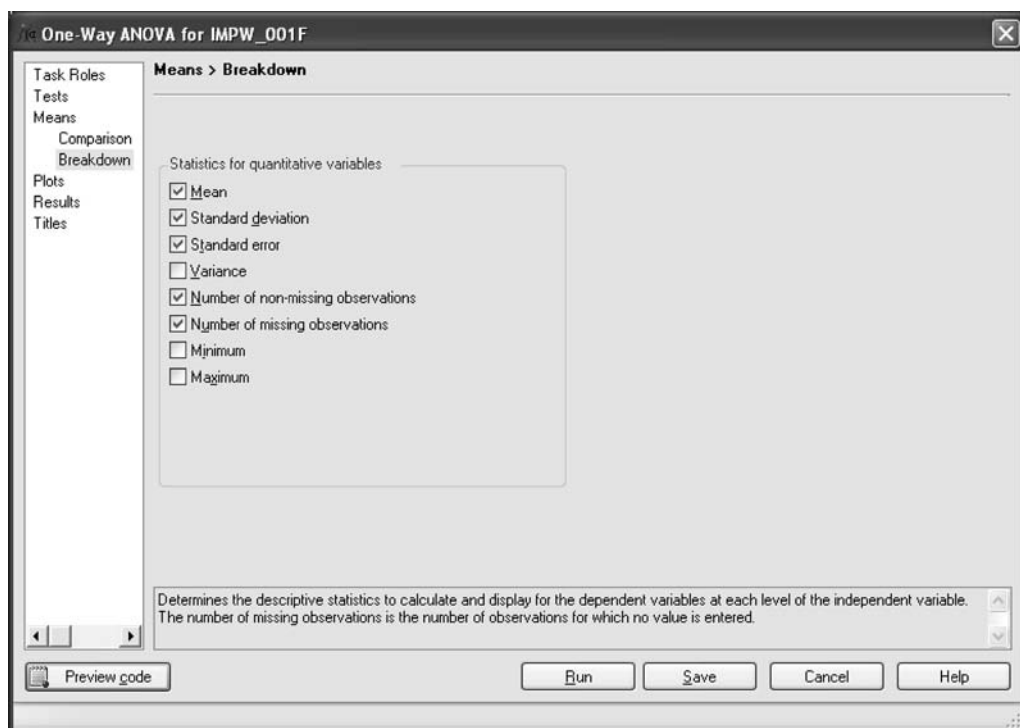 One-Way ANOVA for IMPW_001F
Task Roles
Tests
Means
Comparison
Breakdown
Plots
Results
Titles
Means > Breakdown
Statistics for quantitative variables
Mean
Standard deviation
Standard error
Variance
Number of non-missing observations
Number of missing observations
Minimum
Maximum
Determines the descriptive statistics to calculate and display for the dependent variables at each level of the independent variable.
The number of missing observations is the number of observations for which no value is entered.
Preview code
Run
Save
Cancel
Help